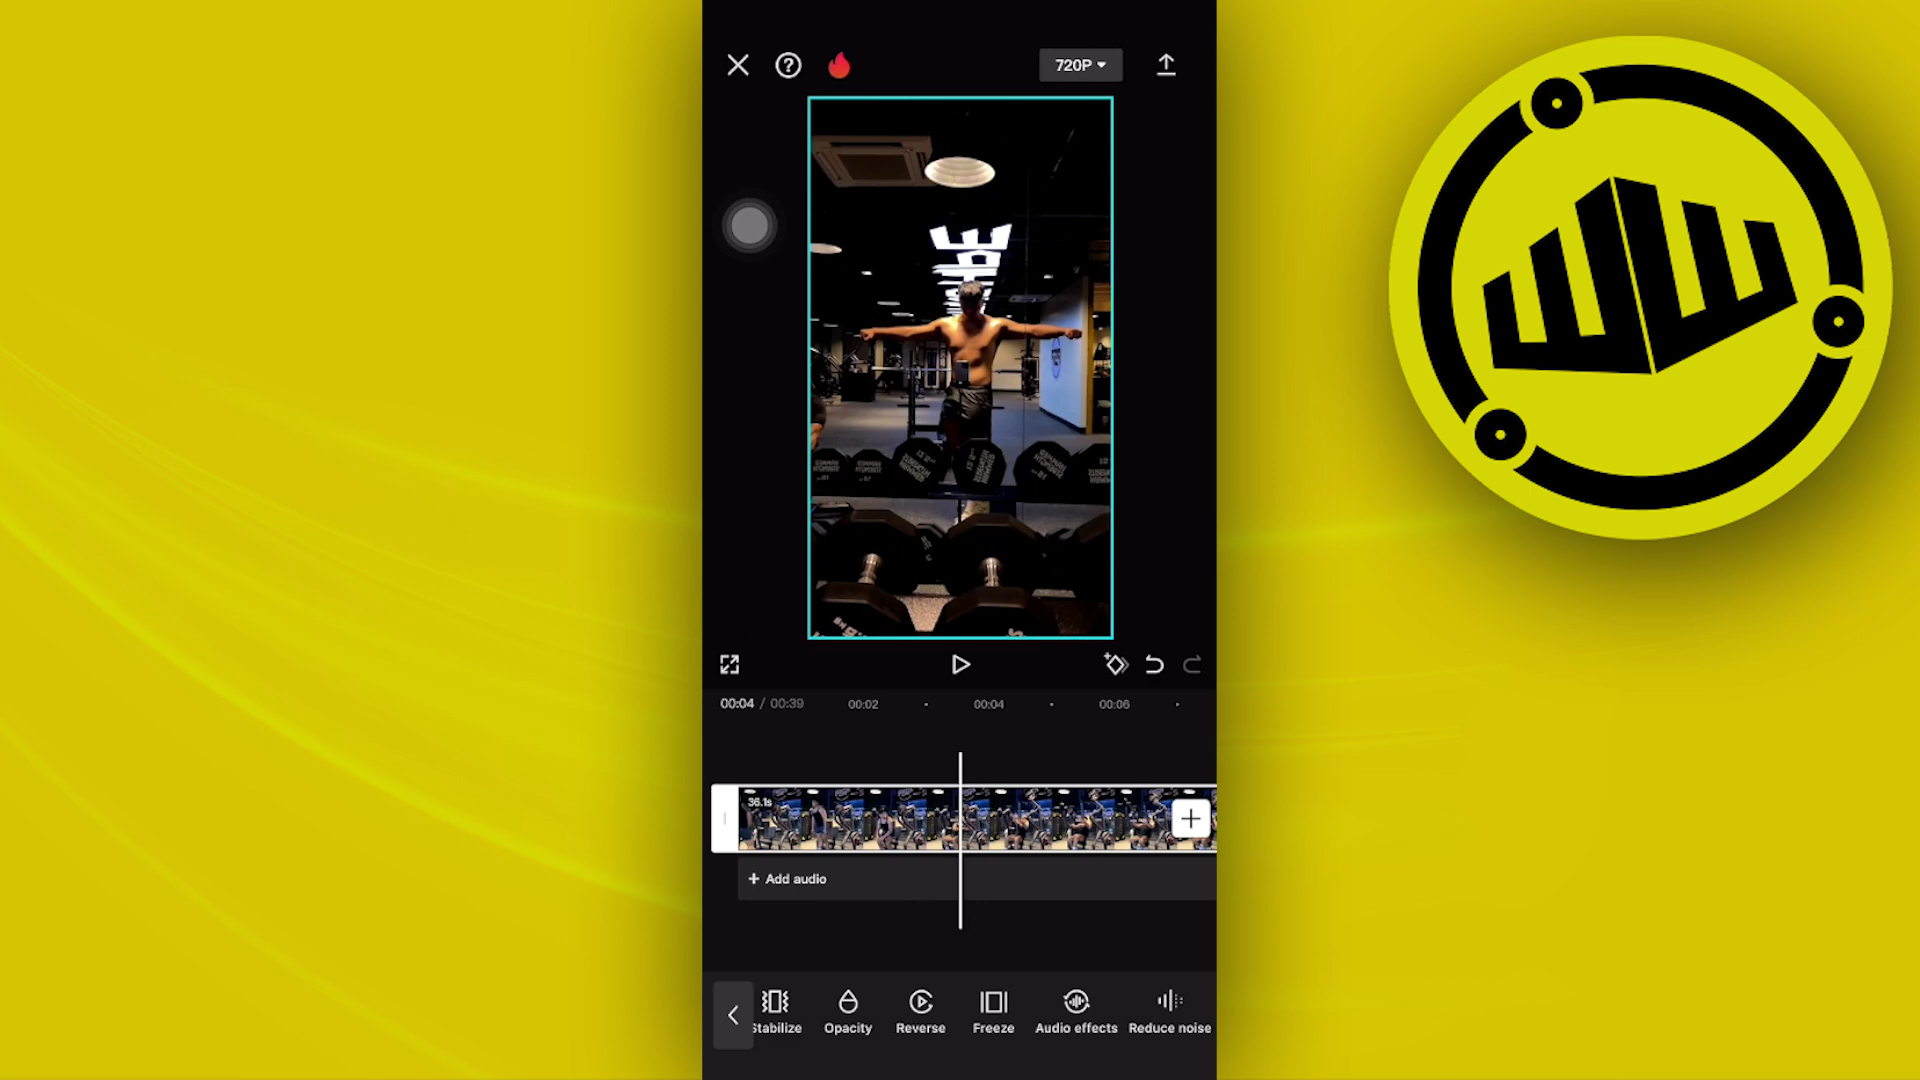 720P
00:04 / 00:39 00:02 00:04 00:06
36.1s
+ Add audio
Stabilize Opacity Reverse Freeze Audio effects Reduce noise